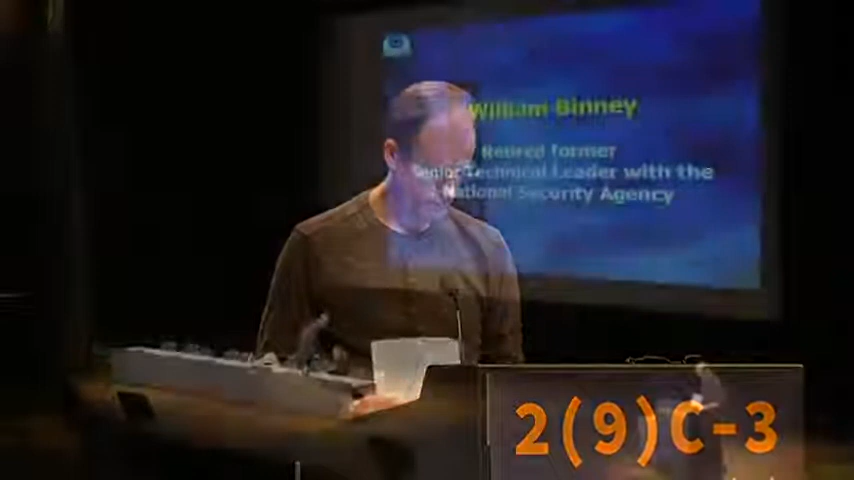 William Binney
Retired former
Senior Technical Leader with the
National Security Agency
2(9)C-3